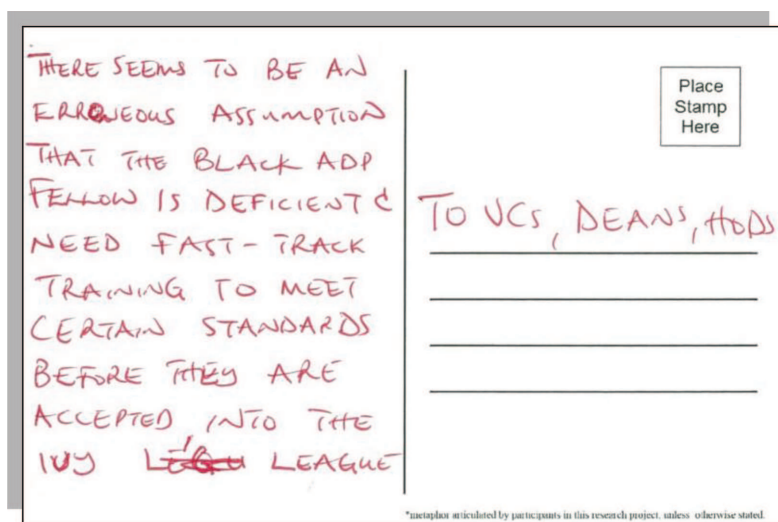 THERE SEEMS TO BE AN
ERRONEOUS ASSUMPTION
THAT THE BLACK ADP
FELLOW IS DEFICIENT &
NEED FAST-TRACK
TRAINING TO MEET
CERTAIN STANDARDS
BEFORE THEY ARE
ACCEPTED INTO THE
IVY LEAGUE
Place
Stamp
Here
TO VCs, DEANS, HODS
*metaphor articulated by participants in this research project, unless otherwise stated.